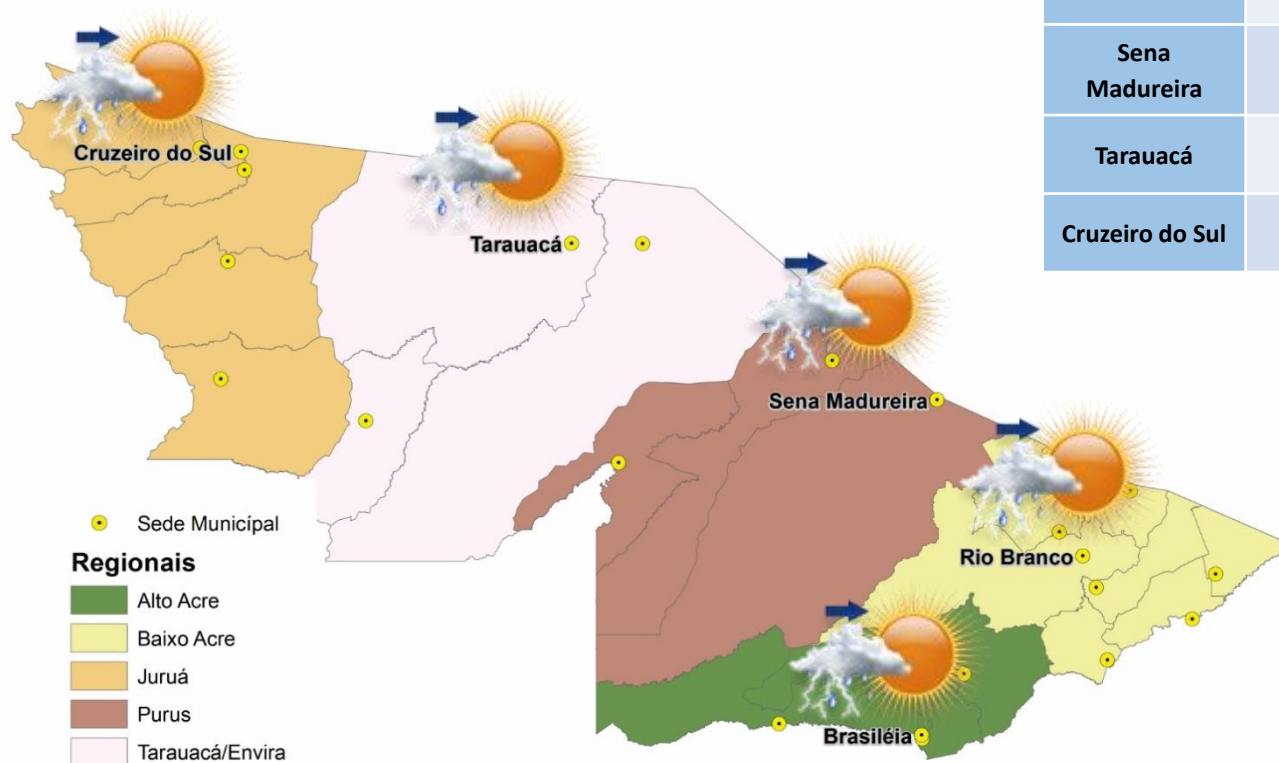 Sena
Madureira
Tarauacá
Cruzeiro do Sul
Cruzeiro do Sul
Tarauacá
Sena Madureira
Rio Branco
Brasiléia
Sede Municípal
Regionais
Alto Acre
Baixo Acre
Juruá
Purus
Tarauacá/Envira